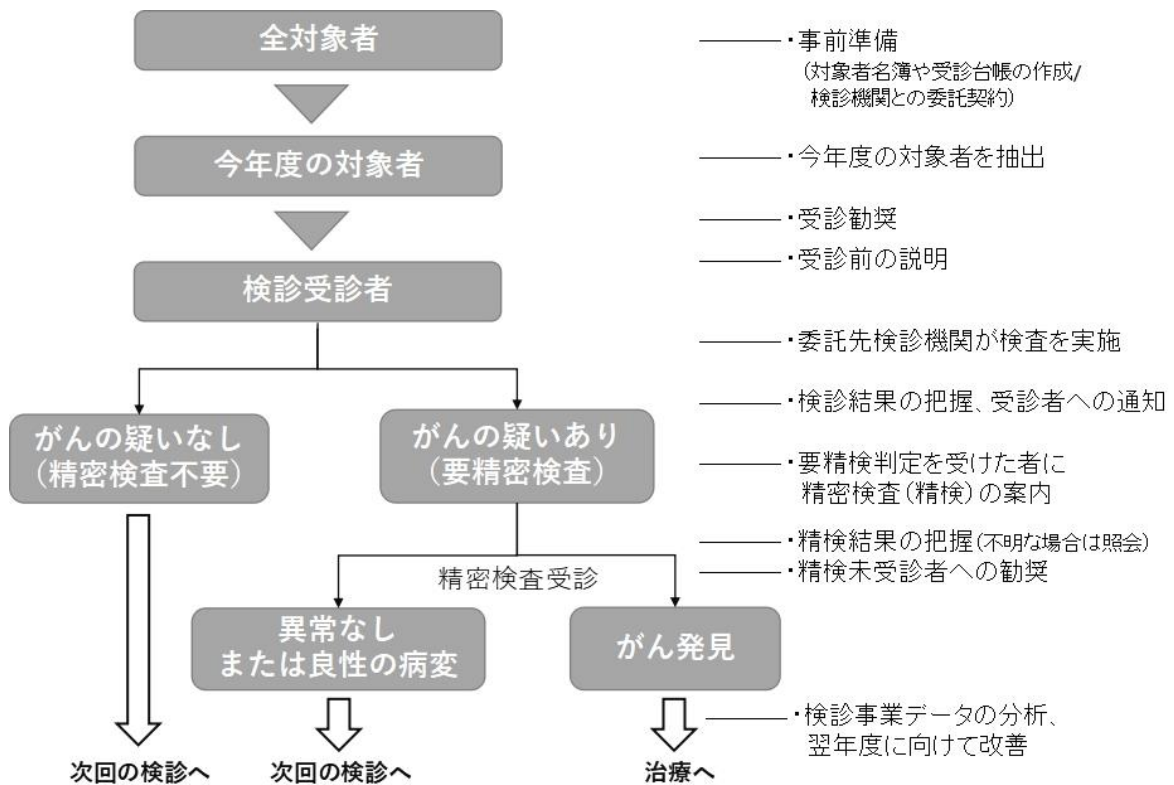 全対象者
・事前準備
（対象者名簿や受診台帳の作成/
検診機関との委託契約）
今年度の対象者
・今年度の対象者を抽出
・受診勧奨
・受診前の説明
検診受診者
・委託先検診機関が検査を実施
・検診結果の把握、受診者への通知
がんの疑いなし
（精密検査不要）
がんの疑いあり
（要精密検査）
・要精検判定を受けた者に
精密検査（精検）の案内
・精検結果の把握（不明な場合は照会）
・精検未受診者への勧奨
精密検査受診
異常なし
または良性の病変
がん発見
・検診事業データの分析、
翌年度に向けて改善
次回の検診へ
次回の検診へ
治療へ